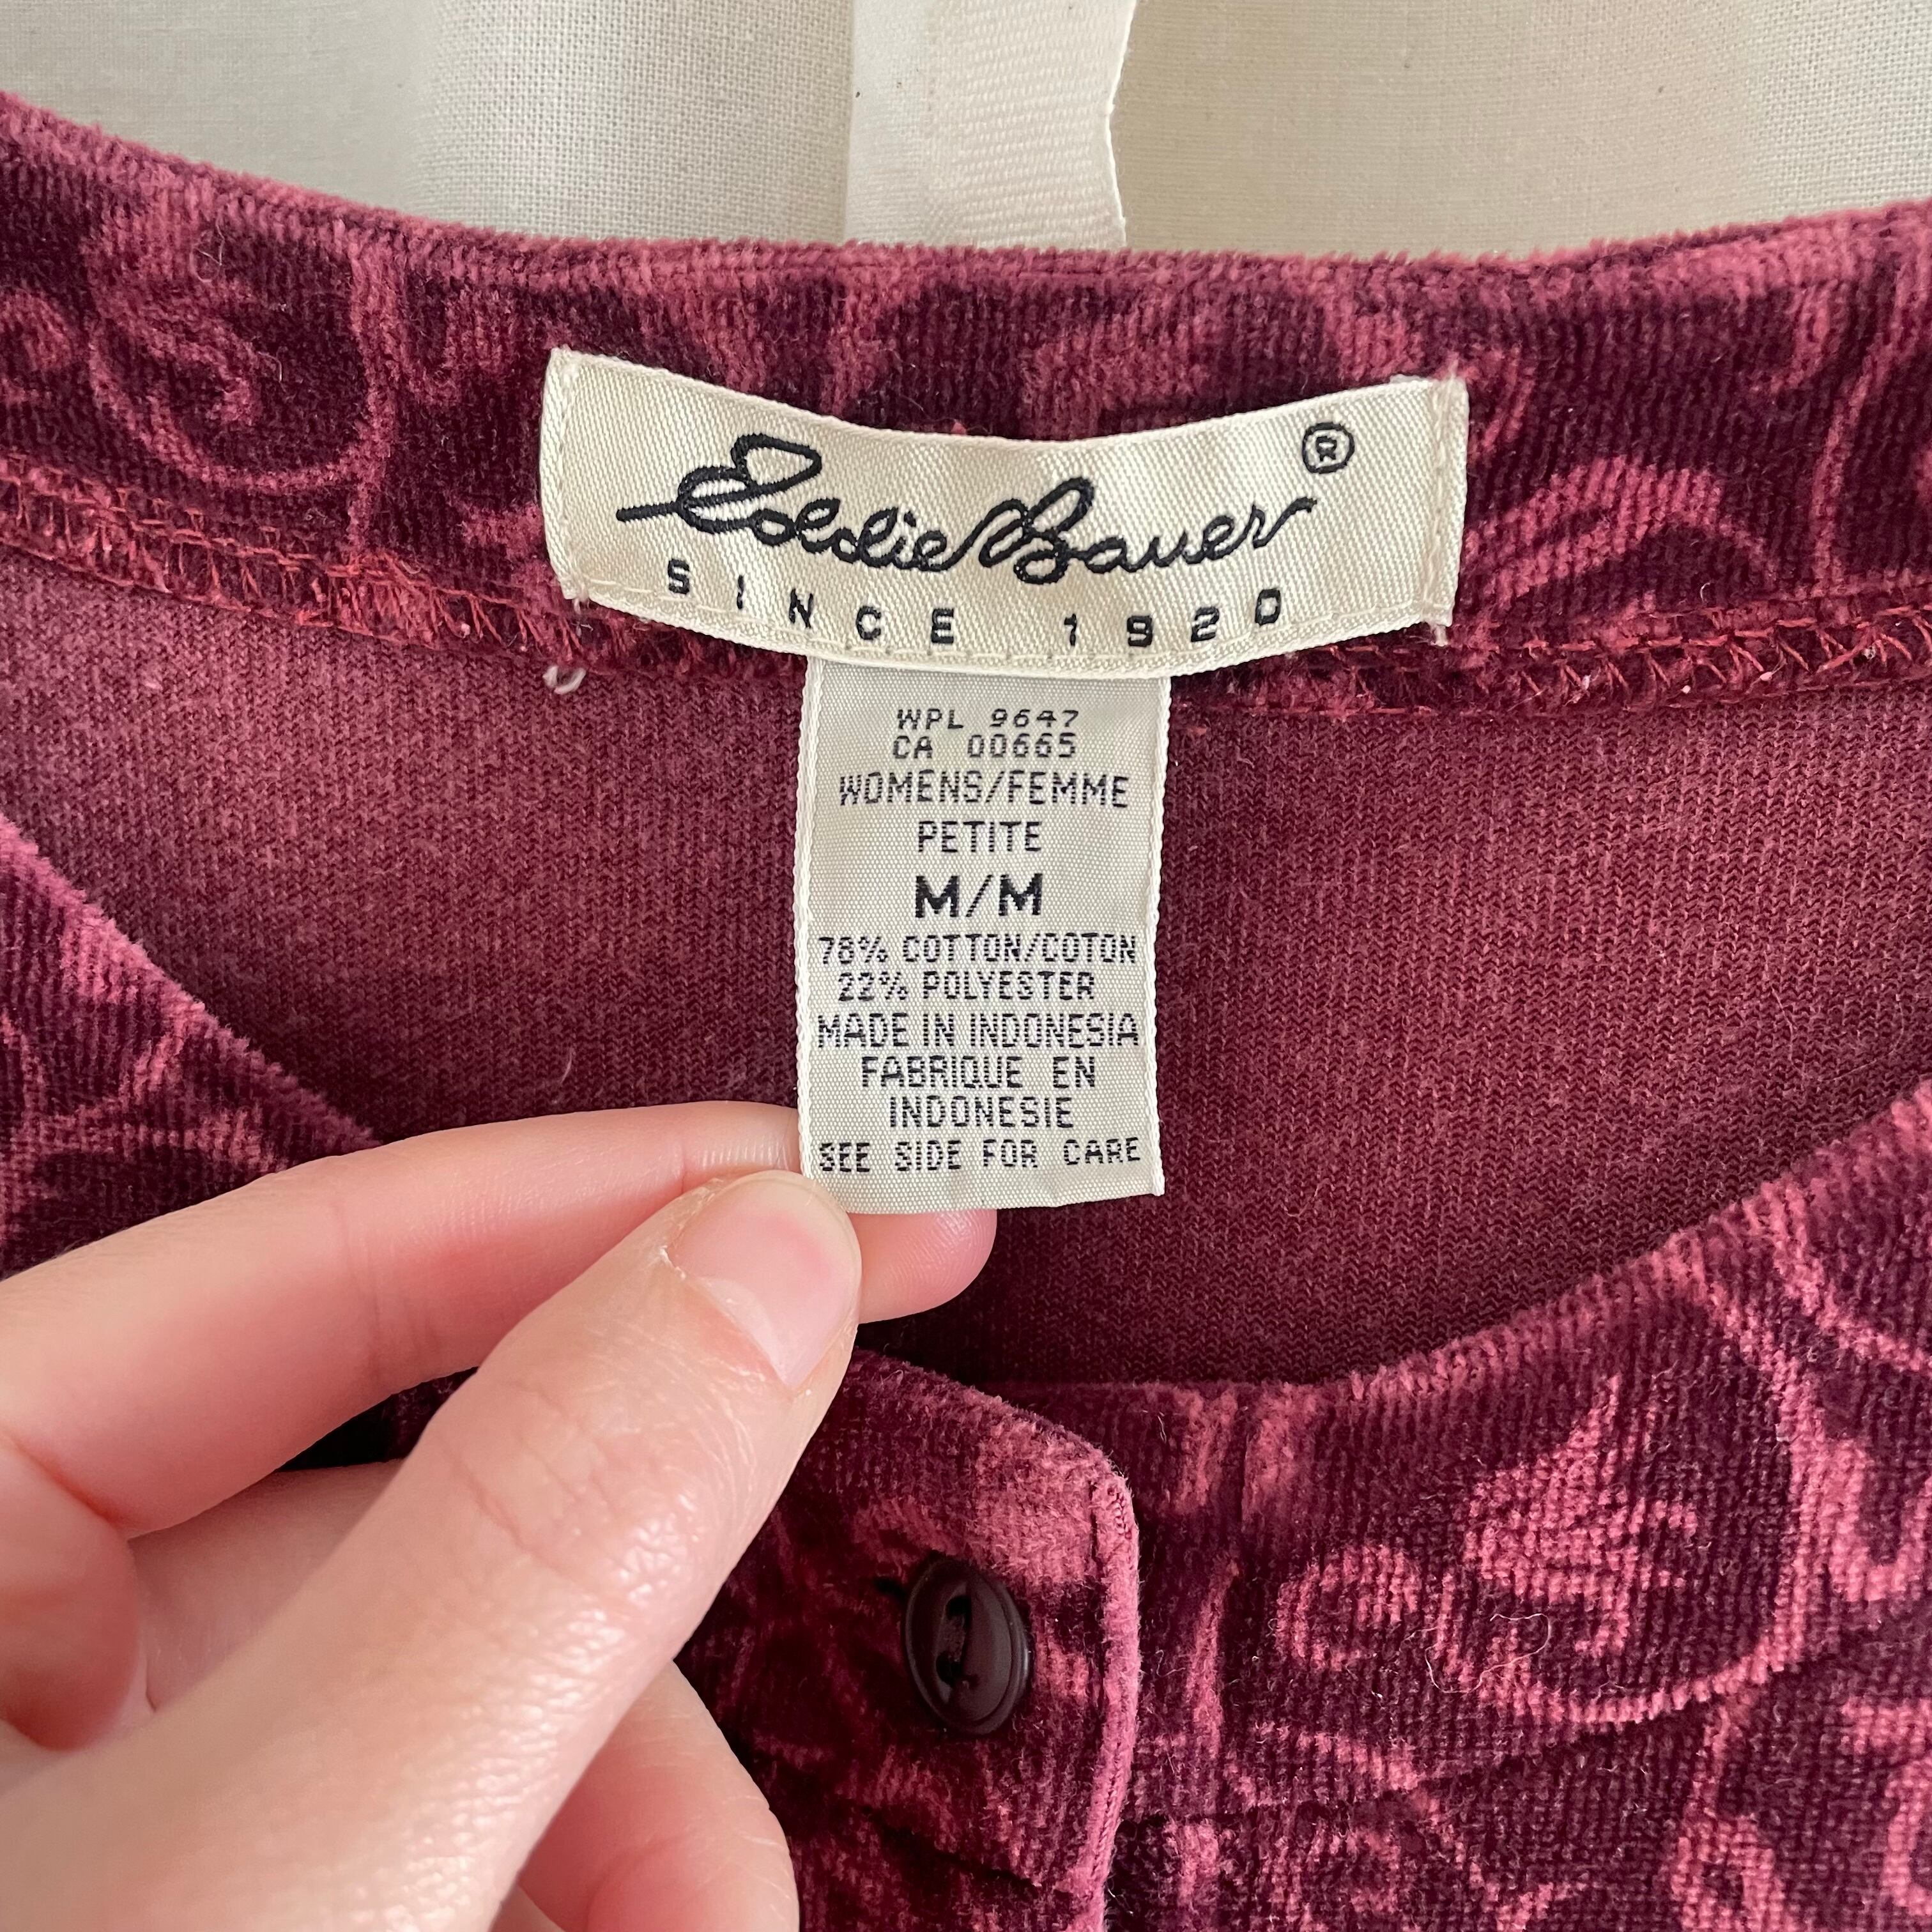 Eddie Bauer ®
SINCE 1920
WPL 9647
CA 00665
WOMENS/FEMME
PETITE
M/M
78% COTTON/COTON
22% POLYESTER
MADE IN INDONESIA
FABRIQUE EN
INDONESIE
SEE SIDE FOR CARE